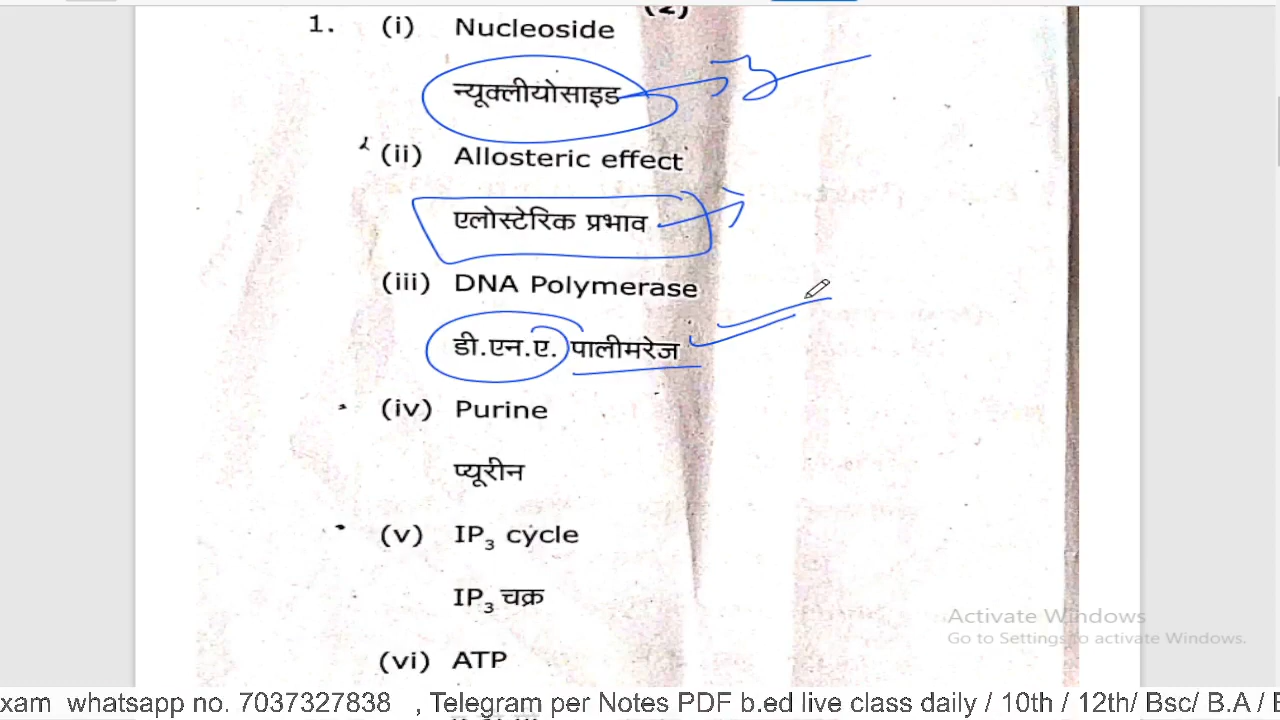 (2)
1. (i) Nucleoside
न्यूक्लीयोसाइड
(ii) Allosteric effect
एलोस्टेरिक प्रभाव
(iii) DNA Polymerase
डी.एन.ए. पालीमरेज
(iv) Purine
प्यूरीन
(v) IP₃ cycle
IP₃ चक्र
(vi) ATP
Activate Windows
Go to Settings to activate Windows.
xam whatsapp no. 7037327838 , Telegram per Notes PDF b.ed live class daily / 10th / 12th/ Bsc/ B.A /